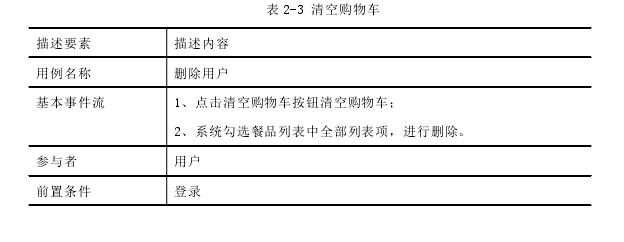 表 2-3 清空购物车
描述要素 描述内容
用例名称 删除用户
基本事件流 1、点击清空购物车按钮清空购物车；
2、系统勾选餐品列表中全部列表项，进行删除。
参与者 用户
前置条件 登录